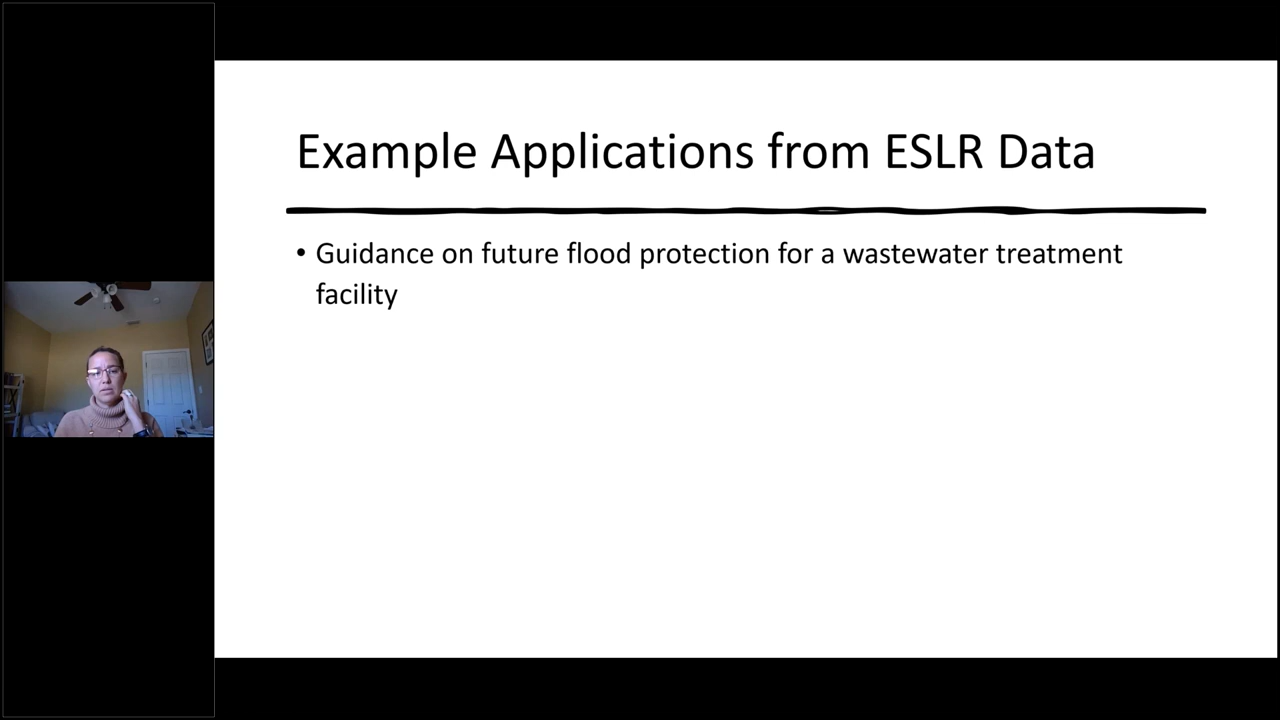 Example Applications from ESLR Data
• Guidance on future flood protection for a wastewater treatment
facility